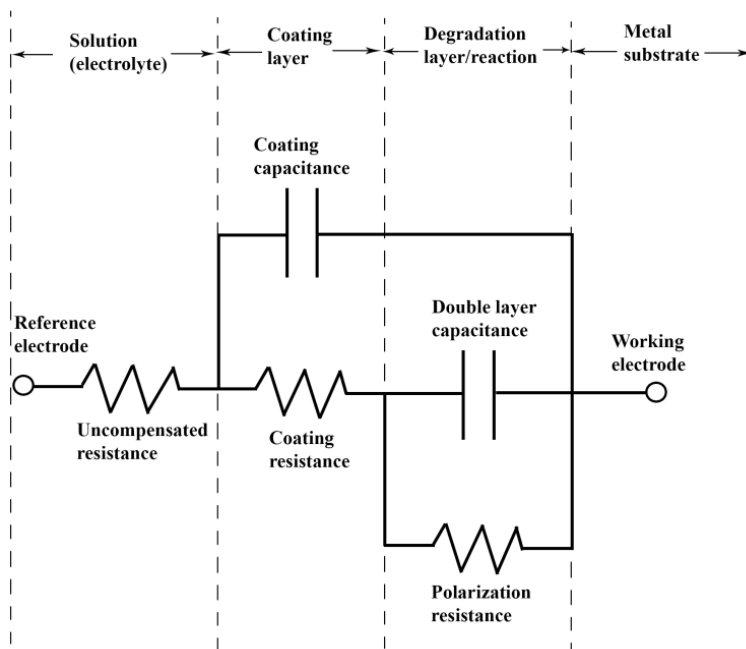 Solution
(electrolyte)
Coating
layer
Degradation
layer/reaction
Metal
substrate
Coating
capacitance
Double layer
capacitance
Reference
electrode
Working
electrode
Uncompensated
resistance
Coating
resistance
Polarization
resistance